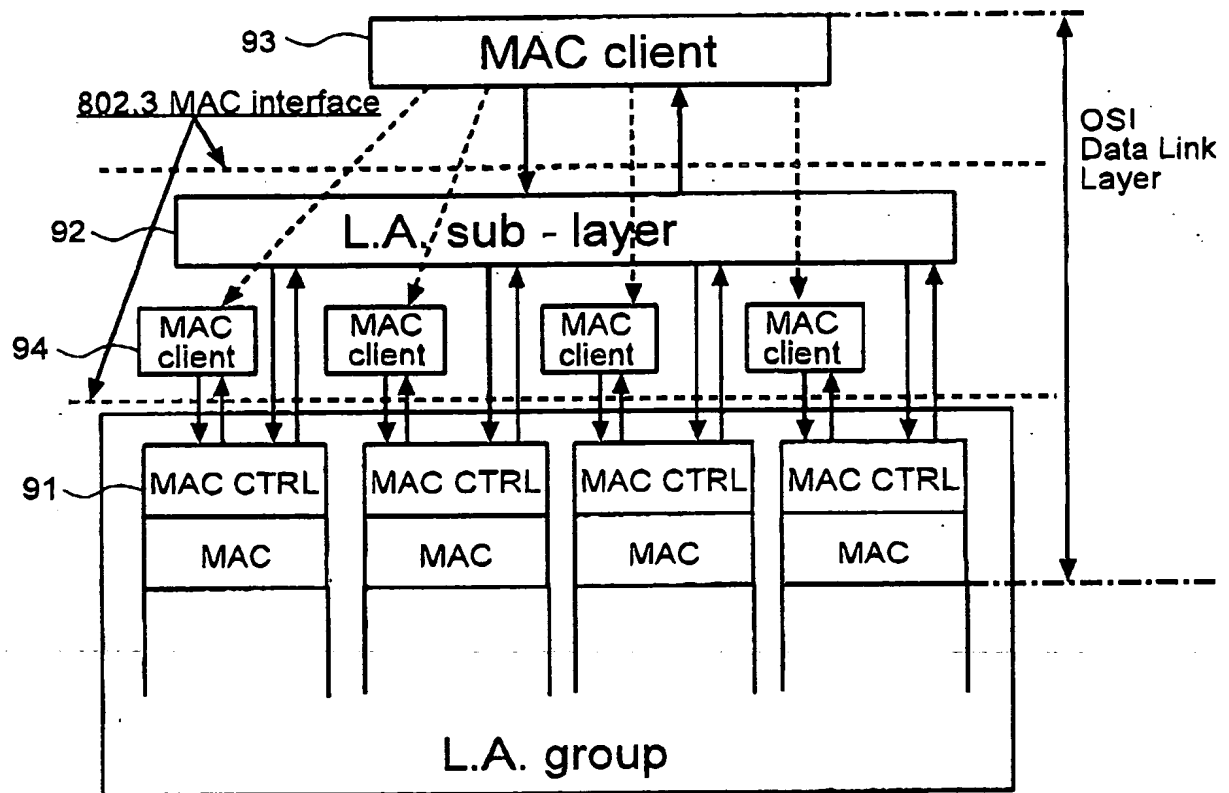 93
MAC client
802.3 MAC interface
OSI
Data Link
Layer
92
L.A. sub - layer
94
MAC
client
MAC
client
MAC
client
MAC
client
91
MAC CTRL
MAC CTRL
MAC CTRL
MAC CTRL
MAC
MAC
MAC
MAC
L.A. group